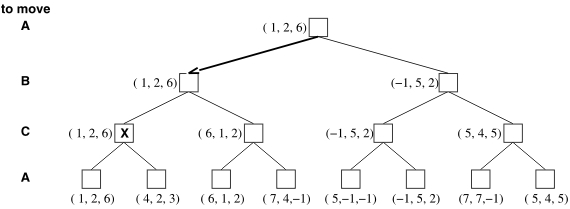 to move
A ( 1, 2, 6)
B ( 1, 2, 6) (−1, 5, 2)
C ( 1, 2, 6) X ( 6, 1, 2) (−1, 5, 2) ( 5, 4, 5)
A
( 1, 2, 6) ( 4, 2, 3) ( 6, 1, 2) ( 7, 4,−1) ( 5,−1,−1) (−1, 5, 2) (7, 7,−1) ( 5, 4, 5)